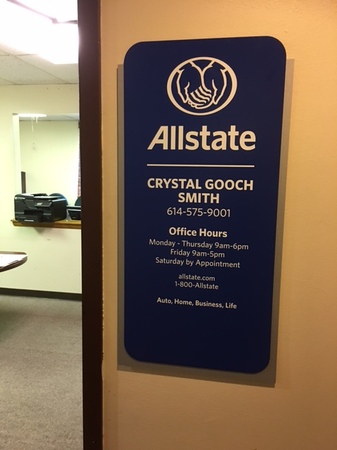 Allstate
CRYSTAL GOOCH
SMITH
614-575-9001
Office Hours
Monday - Thursday 9am-6pm
Friday 9am-5pm
Saturday by Appointment
allstate.com
1-800-Allstate
Auto, Home, Business, Life